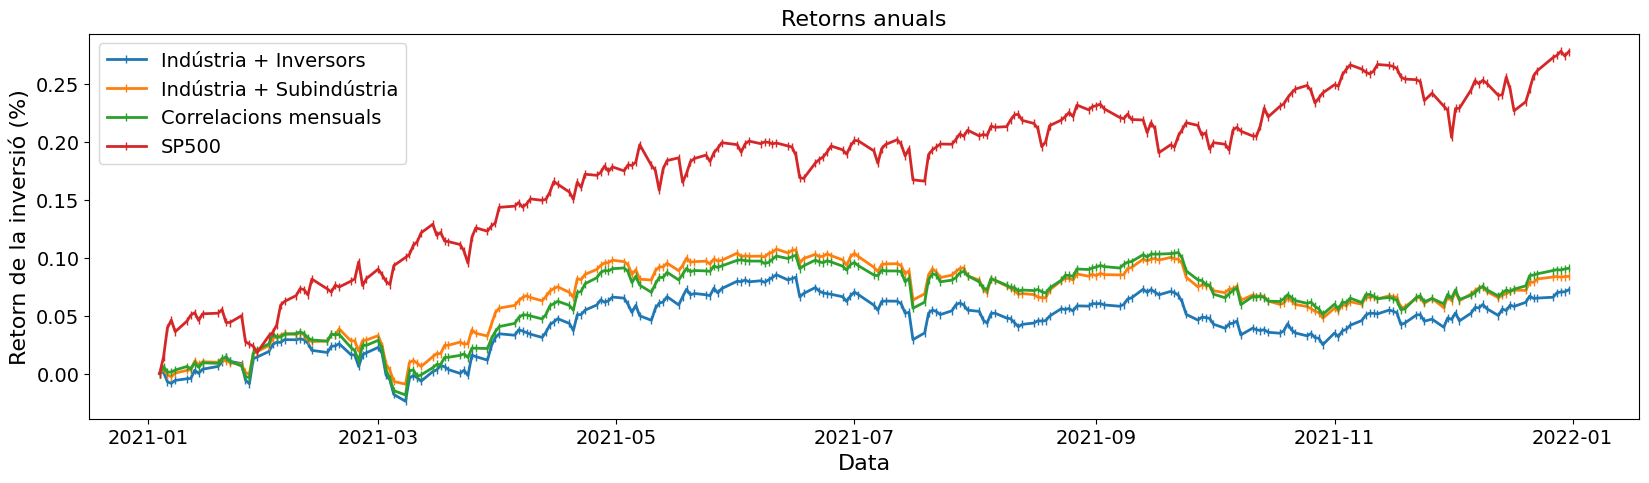 Retorns anuals
Indústria + Inversors
Indústria + Subindústria
Correlacions mensuals
SP500
Retorn de la inversió (%)
0.25
0.20
0.15
0.10
0.05
0.00
2021-01 2021-03 2021-05 2021-07 2021-09 2021-11 2022-01
Data